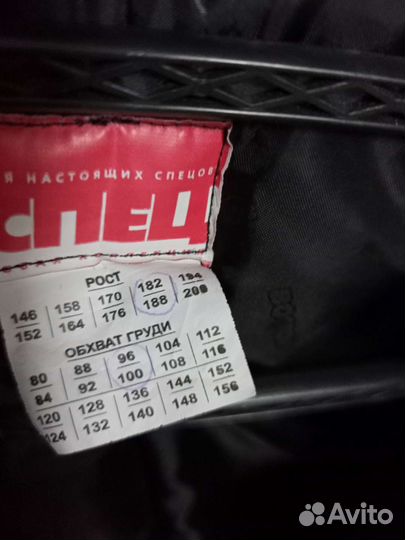 Я НАСТОЯЩИХ СПЕЦОВ
СПЕЦ
РОСТ
146 158 170 182 194
152 164 176 188 200
ОБХВАТ ГРУДИ
80 88 96 104 112
84 92 100 108 116
120 128 136 144 152
124 132 140 148 156
Avito